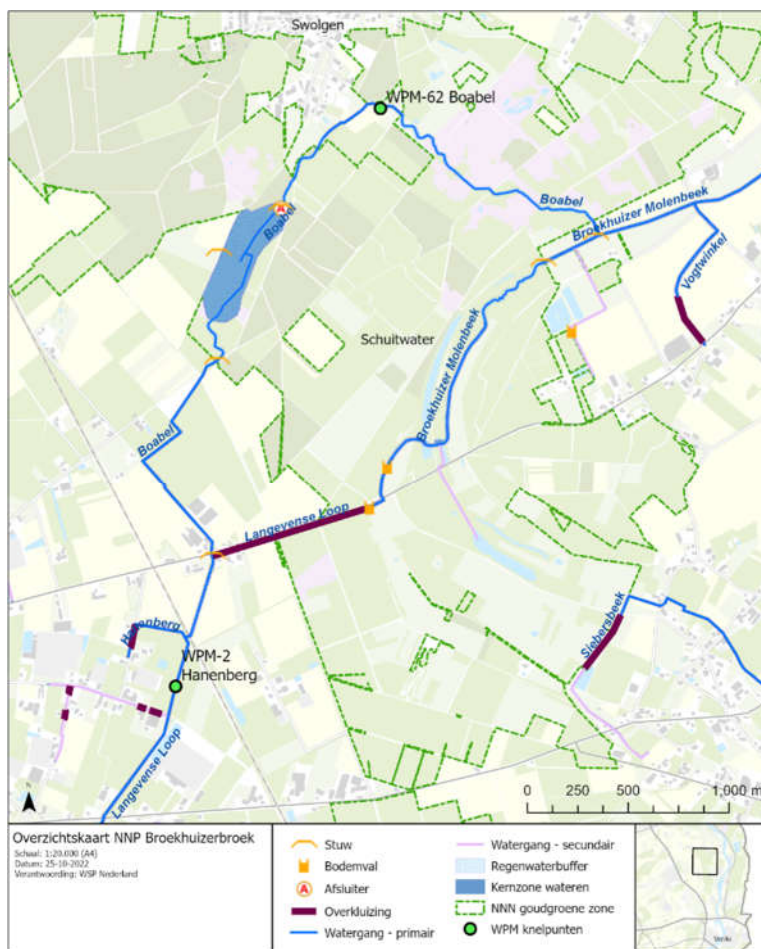 Swolgen
WPM-62 Boabel
Boabel
Boabel
Broekhuizer Molenbeek
Vogtwinkel
Schuitwater
Broekhuizer Molenbeek
Boabel
Langevense Loop
Hanenberg
Siebersbeek
WPM-2
Hanenberg
Langevense Loop
0 250 500 1.000 m
Overzichtskaart NNP Broekhuizerbroek
Schaal: 1:20.000 (A4)
Datum: 25-10-2022
Verantwoording: WSP Nederland
Stuw
Bodemval
A Afsluiter
Overkluizing
Watergang - primair
Watergang - secundair
Regenwaterbuffer
Kernzone wateren
NNN goudgroene zone
WPM knelpunten
A
Venlo